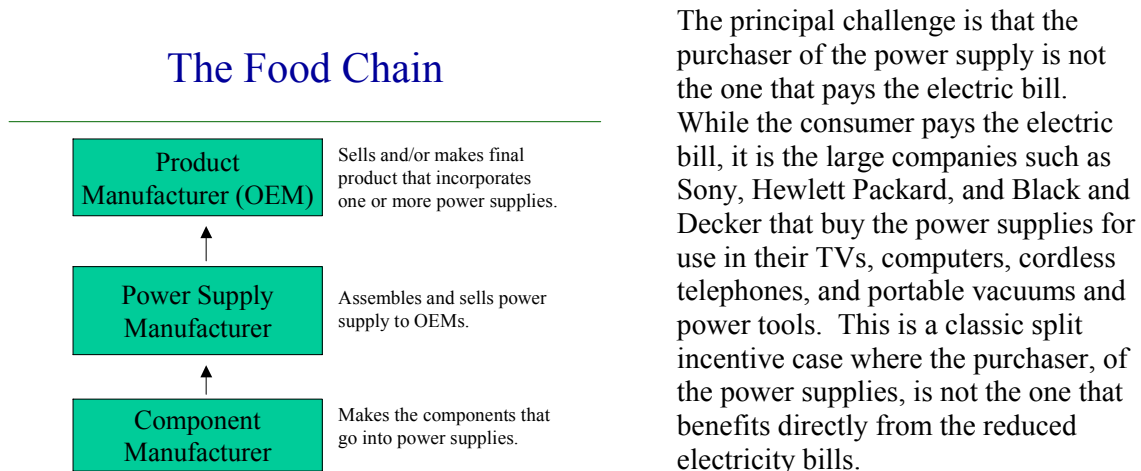 The Food Chain
Product
Manufacturer (OEM)
Sells and/or makes final
product that incorporates
one or more power supplies.
Power Supply
Manufacturer
Assembles and sells power
supply to OEMs.
Component
Manufacturer
Makes the components that
go into power supplies.
The principal challenge is that the
purchaser of the power supply is not
the one that pays the electric bill.
While the consumer pays the electric
bill, it is the large companies such as
Sony, Hewlett Packard, and Black and
Decker that buy the power supplies for
use in their TVs, computers, cordless
telephones, and portable vacuums and
power tools.  This is a classic split
incentive case where the purchaser, of
the power supplies, is not the one that
benefits directly from the reduced
electricity bills.